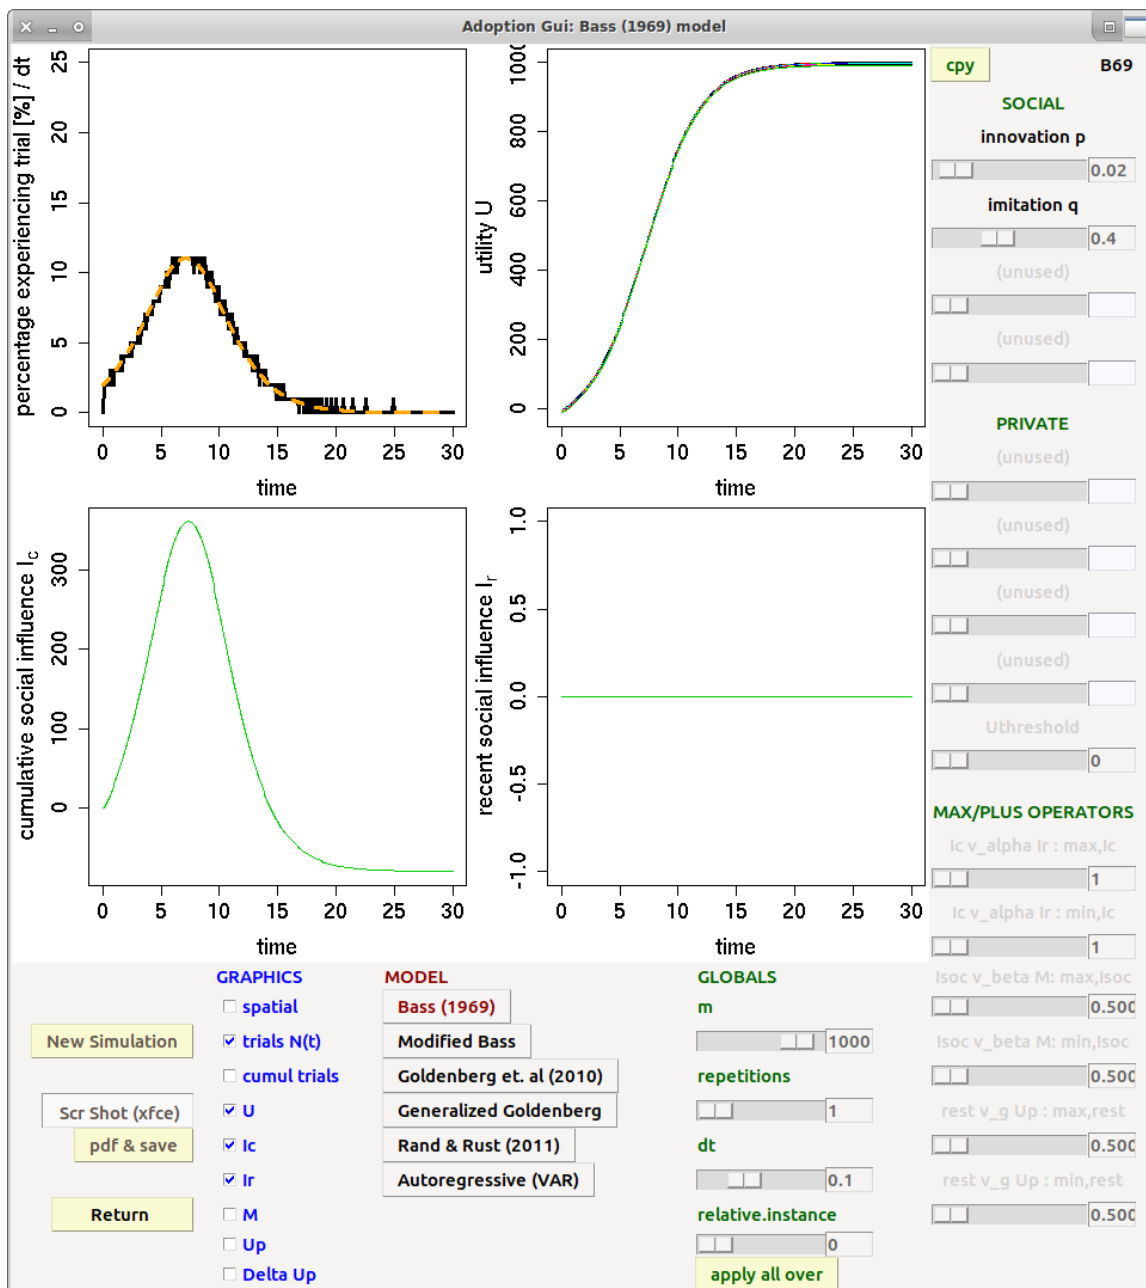 Adoption Gui: Bass (1969) model
percentage experiencing trial [%] / dt
0 5 10 15 20 25
0 5 10 15 20 25 30
time
utility U
0 200 400 600 800 1000
0 5 10 15 20 25 30
time
cumulative social influence Ic
0 100 200 300
0 5 10 15 20 25 30
time
recent social influence Ir
-1.0 -0.5 0.0 0.5 1.0
0 5 10 15 20 25 30
time
cpy B69
SOCIAL
innovation p
0.02
imitation q
0.4
(unused)
(unused)
PRIVATE
(unused)
(unused)
(unused)
(unused)
Uthreshold
0
MAX/PLUS OPERATORS
Ic v_alpha Ir : max,Ic
1
Ic v_alpha Ir : min,Ic
1
Isoc v_beta M: max,Isoc
0.500
Isoc v_beta M: min,Isoc
0.500
rest v_g Up : max,rest
0.500
rest v_g Up : min,rest
0.500
New Simulation
Scr Shot (xfce)
pdf & save
Return
GRAPHICS
spatial
trials N(t)
cumul trials
U
Ic
Ir
M
Up
Delta Up
MODEL
Bass (1969)
Modified Bass
Goldenberg et. al (2010)
Generalized Goldenberg
Rand & Rust (2011)
Autoregressive (VAR)
GLOBALS
m
1000
repetitions
1
dt
0.1
relative.instance
0
apply all over